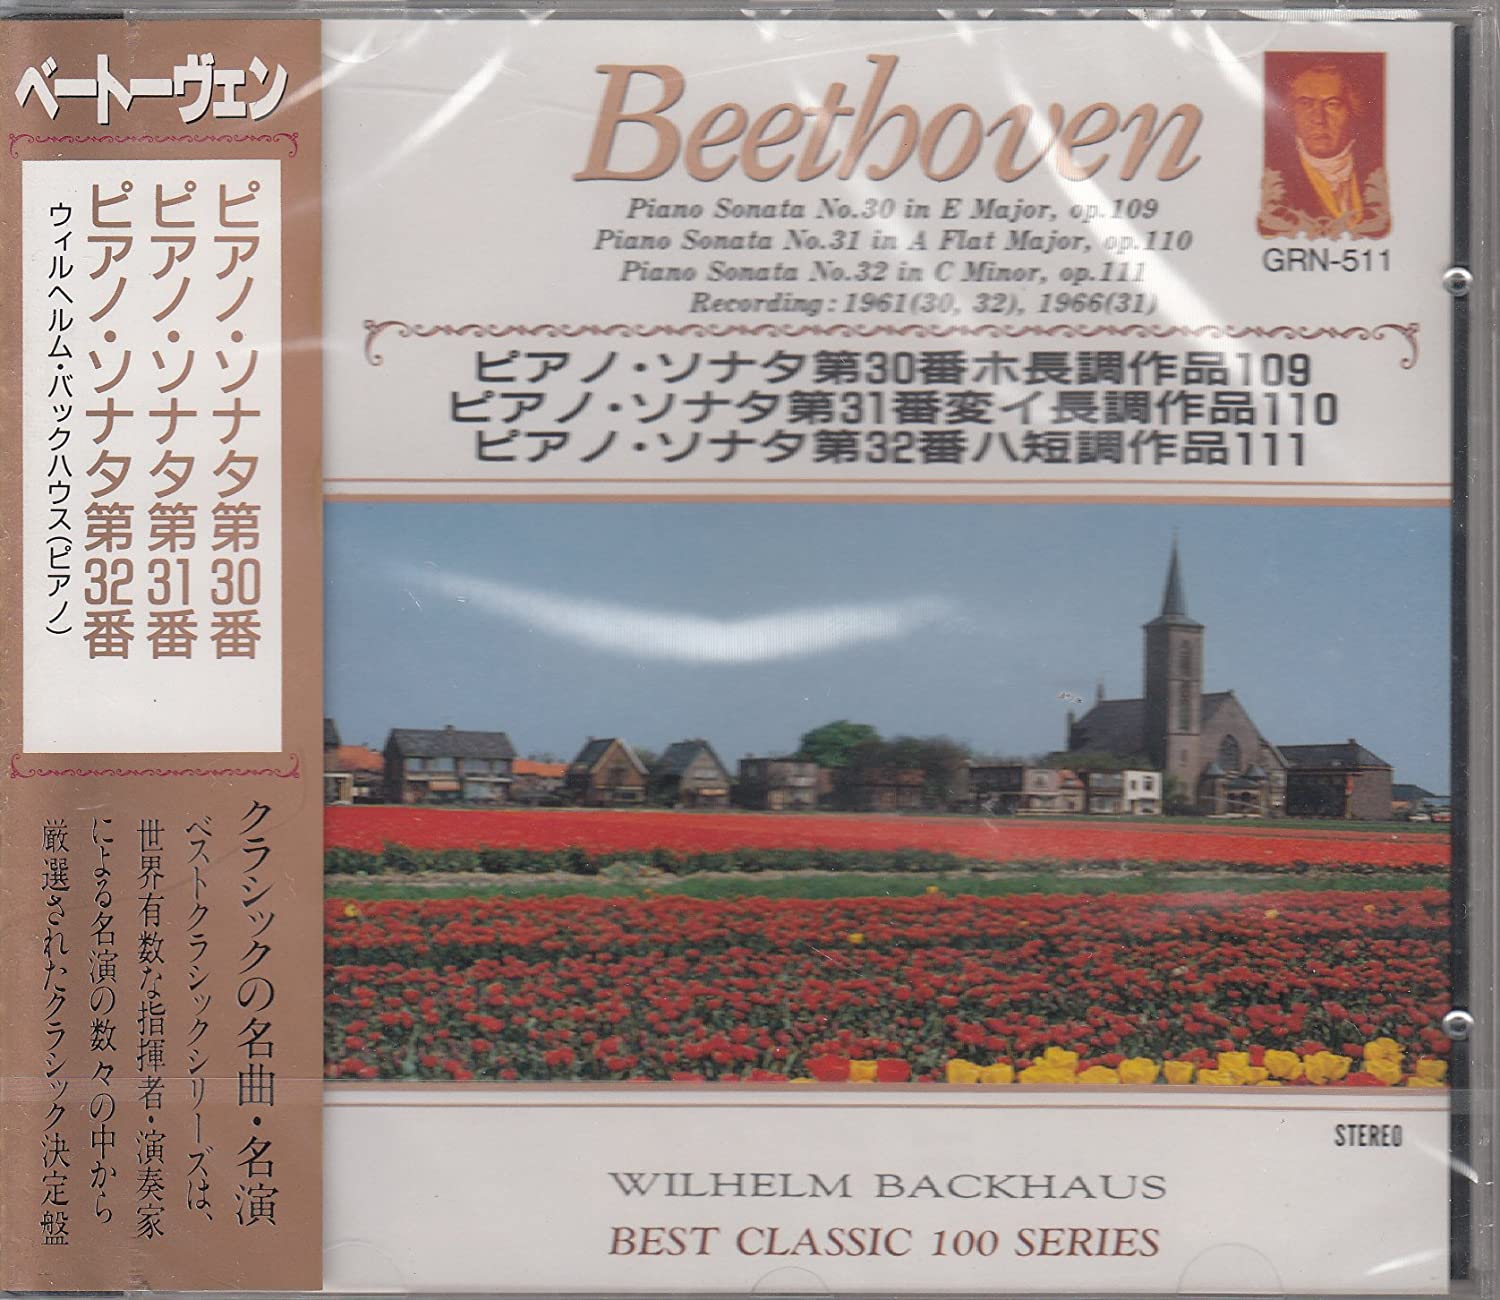 ベートーヴェン
ピアノ・ソナタ第30番
ピアノ・ソナタ第31番
ピアノ・ソナタ第32番
ウィルヘルム・バックハウス(ピアノ)
クラシックの名曲・名演
ベストクラシックシリーズは、
世界有数な指揮者・演奏家
による名演の数々の中から
厳選されたクラシック決定盤
Beethoven
Piano Sonata No.30 in E Major, op.109
Piano Sonata No.31 in A Flat Major, op.110
Piano Sonata No.32 in C Minor, op.111
Recording:1961(30, 32), 1966(31)
GRN-511
ピアノ・ソナタ第30番ホ長調作品109
ピアノ・ソナタ第31番変イ長調作品110
ピアノ・ソナタ第32番ハ短調作品111
STEREO
WILHELM BACKHAUS
BEST CLASSIC 100 SERIES